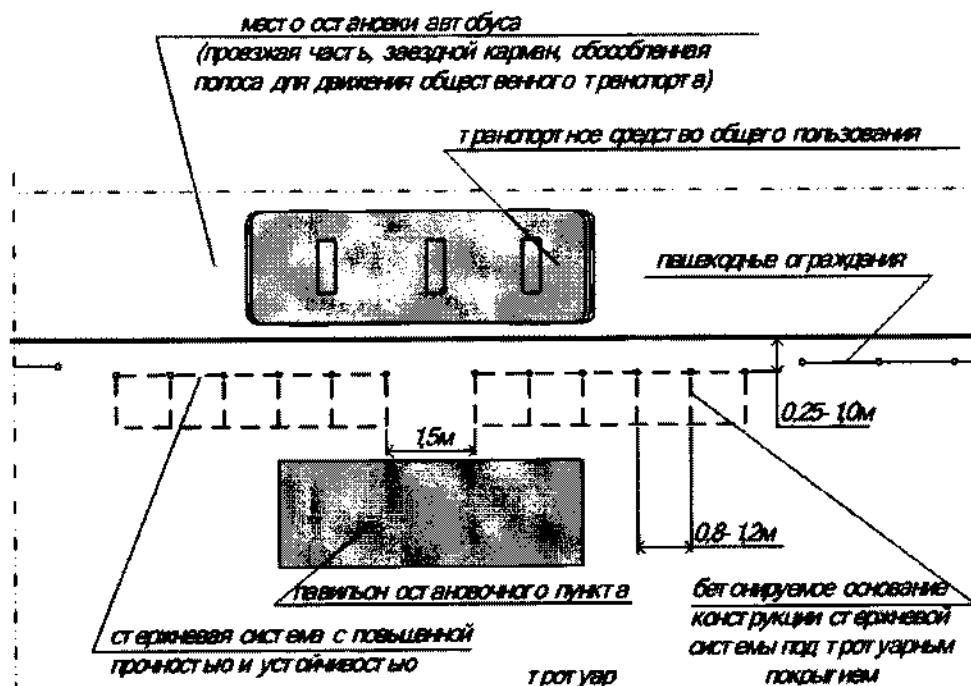 место остановки автобуса
(проезжая часть, заездной карман, обособленная
полоса для движения общественного транспорта)
транспортное средство общего пользования
пешеходные ограждения
0,25-1,0м
1,5м
0,8-1,2м
павильон остановочного пункта
бетонируемое основание
конструкции стержневой
системы под тротуарным
покрытием
стержневая система с повышенной
прочностью и устойчивостью
тротуар